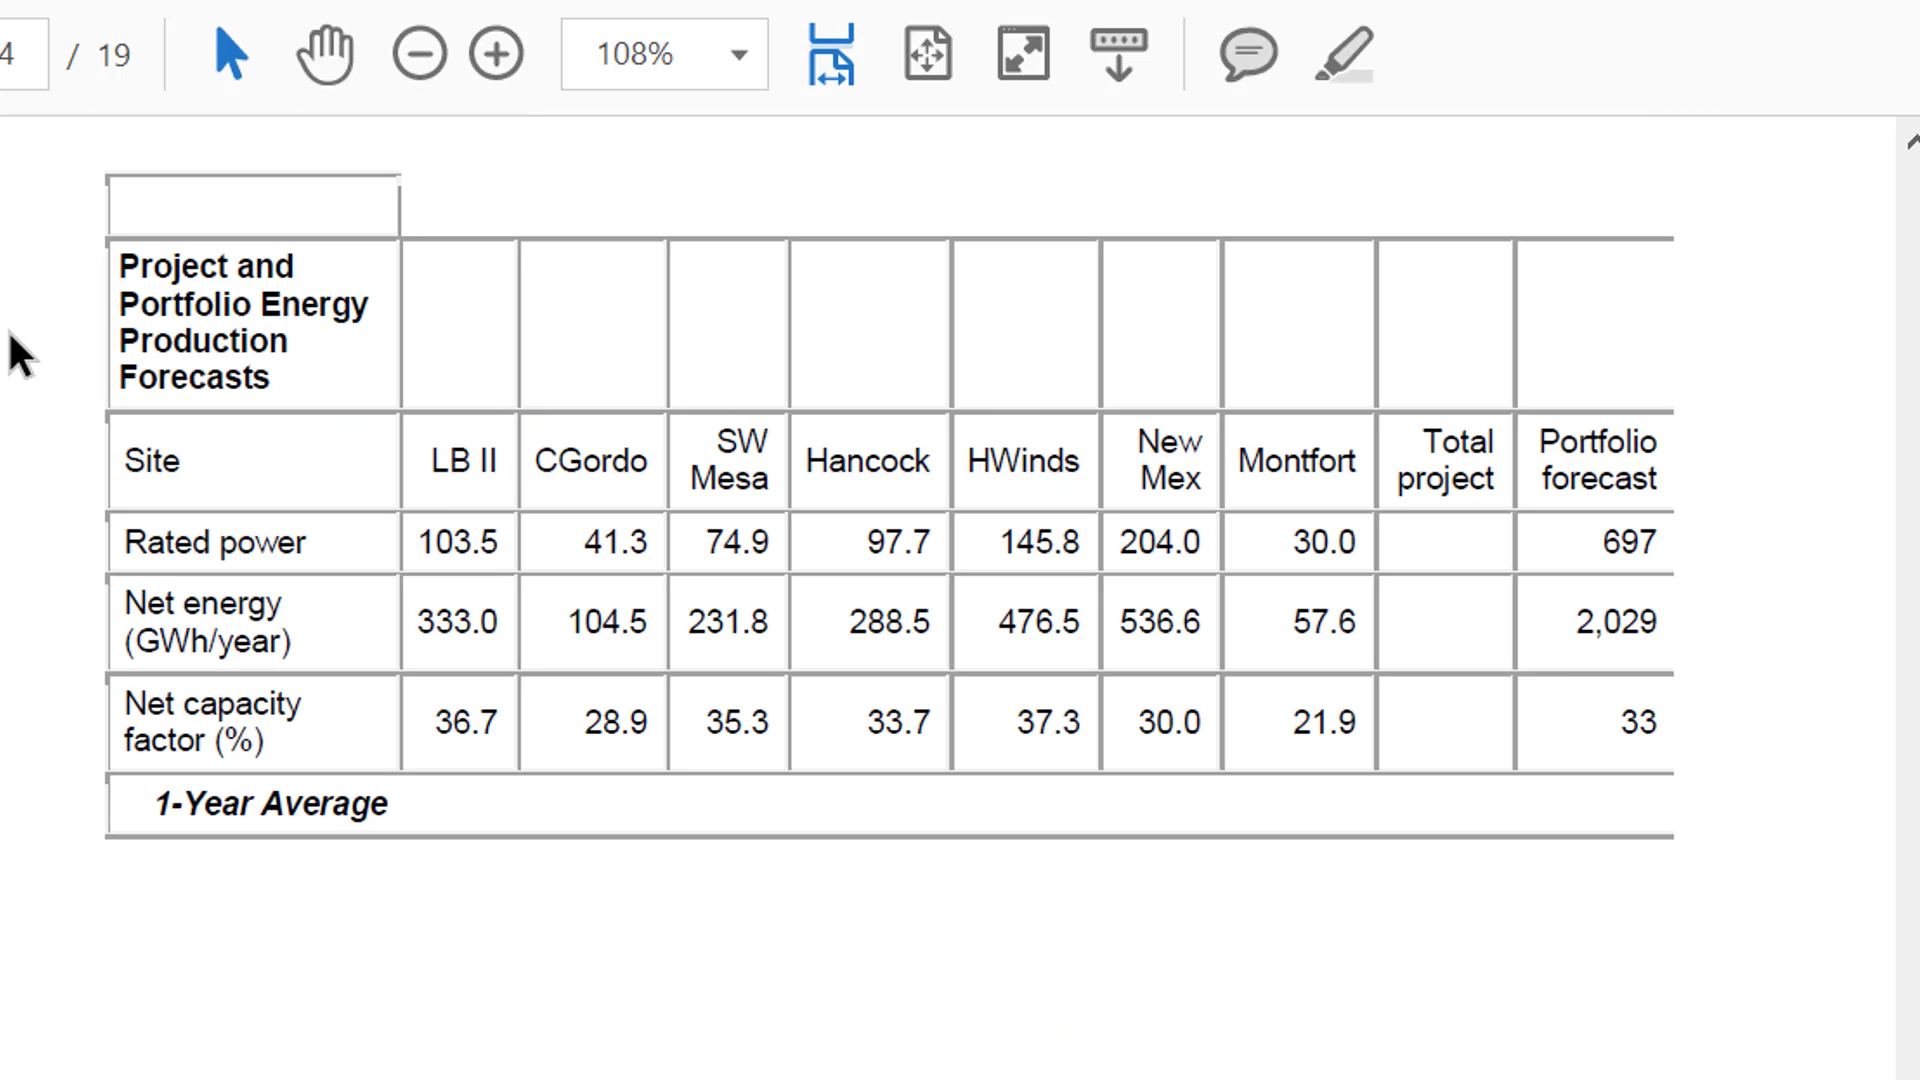 4 / 19 108%
Project and
Portfolio Energy
Production
Forecasts
Site LB II CGordo SW Mesa Hancock HWinds New Mex Montfort Total project Portfolio forecast
Rated power 103.5 41.3 74.9 97.7 145.8 204.0 30.0 697
Net energy (GWh/year) 333.0 104.5 231.8 288.5 476.5 536.6 57.6 2,029
Net capacity factor (%) 36.7 28.9 35.3 33.7 37.3 30.0 21.9 33
1-Year Average